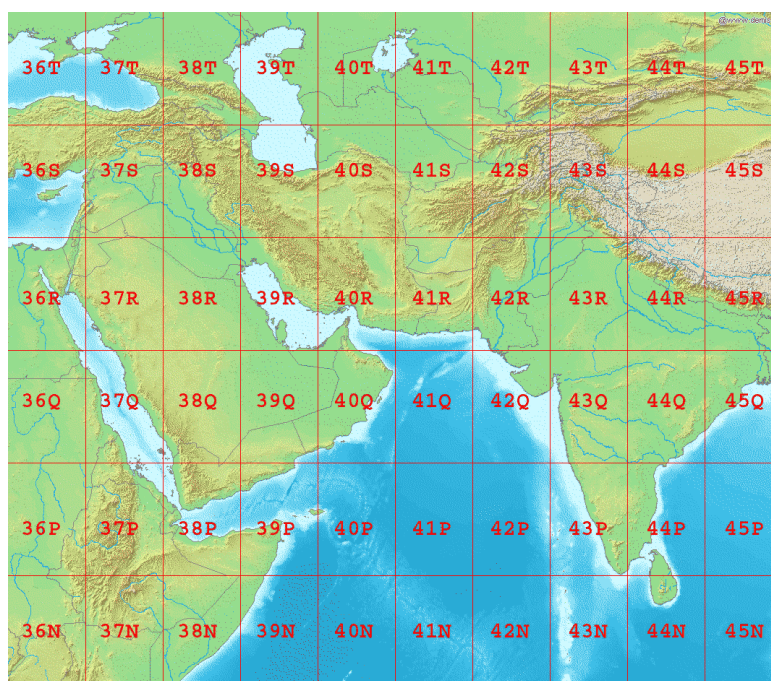 @www.demis
36T 37T 38T 39T 40T 41T 42T 43T 44T 45T
36S 37S 38S 39S 40S 41S 42S 43S 44S 45S
36R 37R 38R 39R 40R 41R 42R 43R 44R 45R
36Q 37Q 38Q 39Q 40Q 41Q 42Q 43Q 44Q 45Q
36P 37P 38P 39P 40P 41P 42P 43P 44P 45P
36N 37N 38N 39N 40N 41N 42N 43N 44N 45N